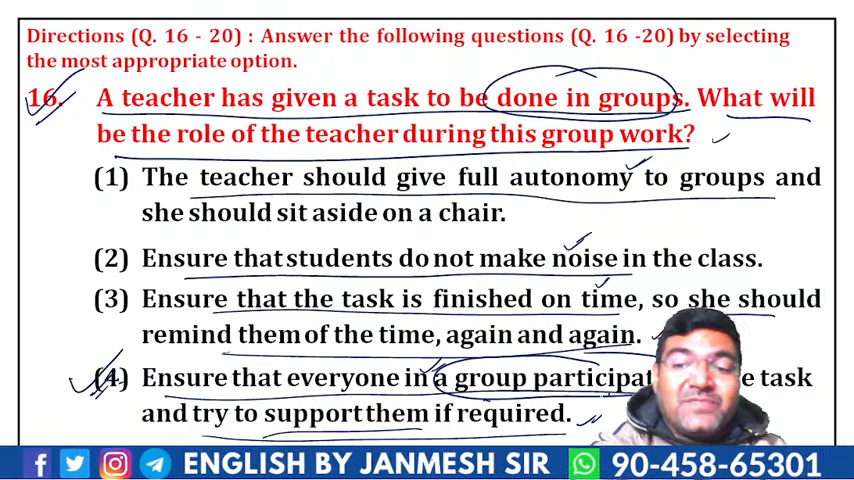 Directions (Q. 16 - 20) : Answer the following questions (Q. 16 -20) by selecting
the most appropriate option.
16. A teacher has given a task to be done in groups. What will
be the role of the teacher during this group work?
(1) The teacher should give full autonomy to groups and
she should sit aside on a chair.
(2) Ensure that students do not make noise in the class.
(3) Ensure that the task is finished on time, so she should
remind them of the time, again and again.
(4) Ensure that everyone in a group task
and try to support them if required.
ENGLISH BY JANMESH SIR 90-458-65301